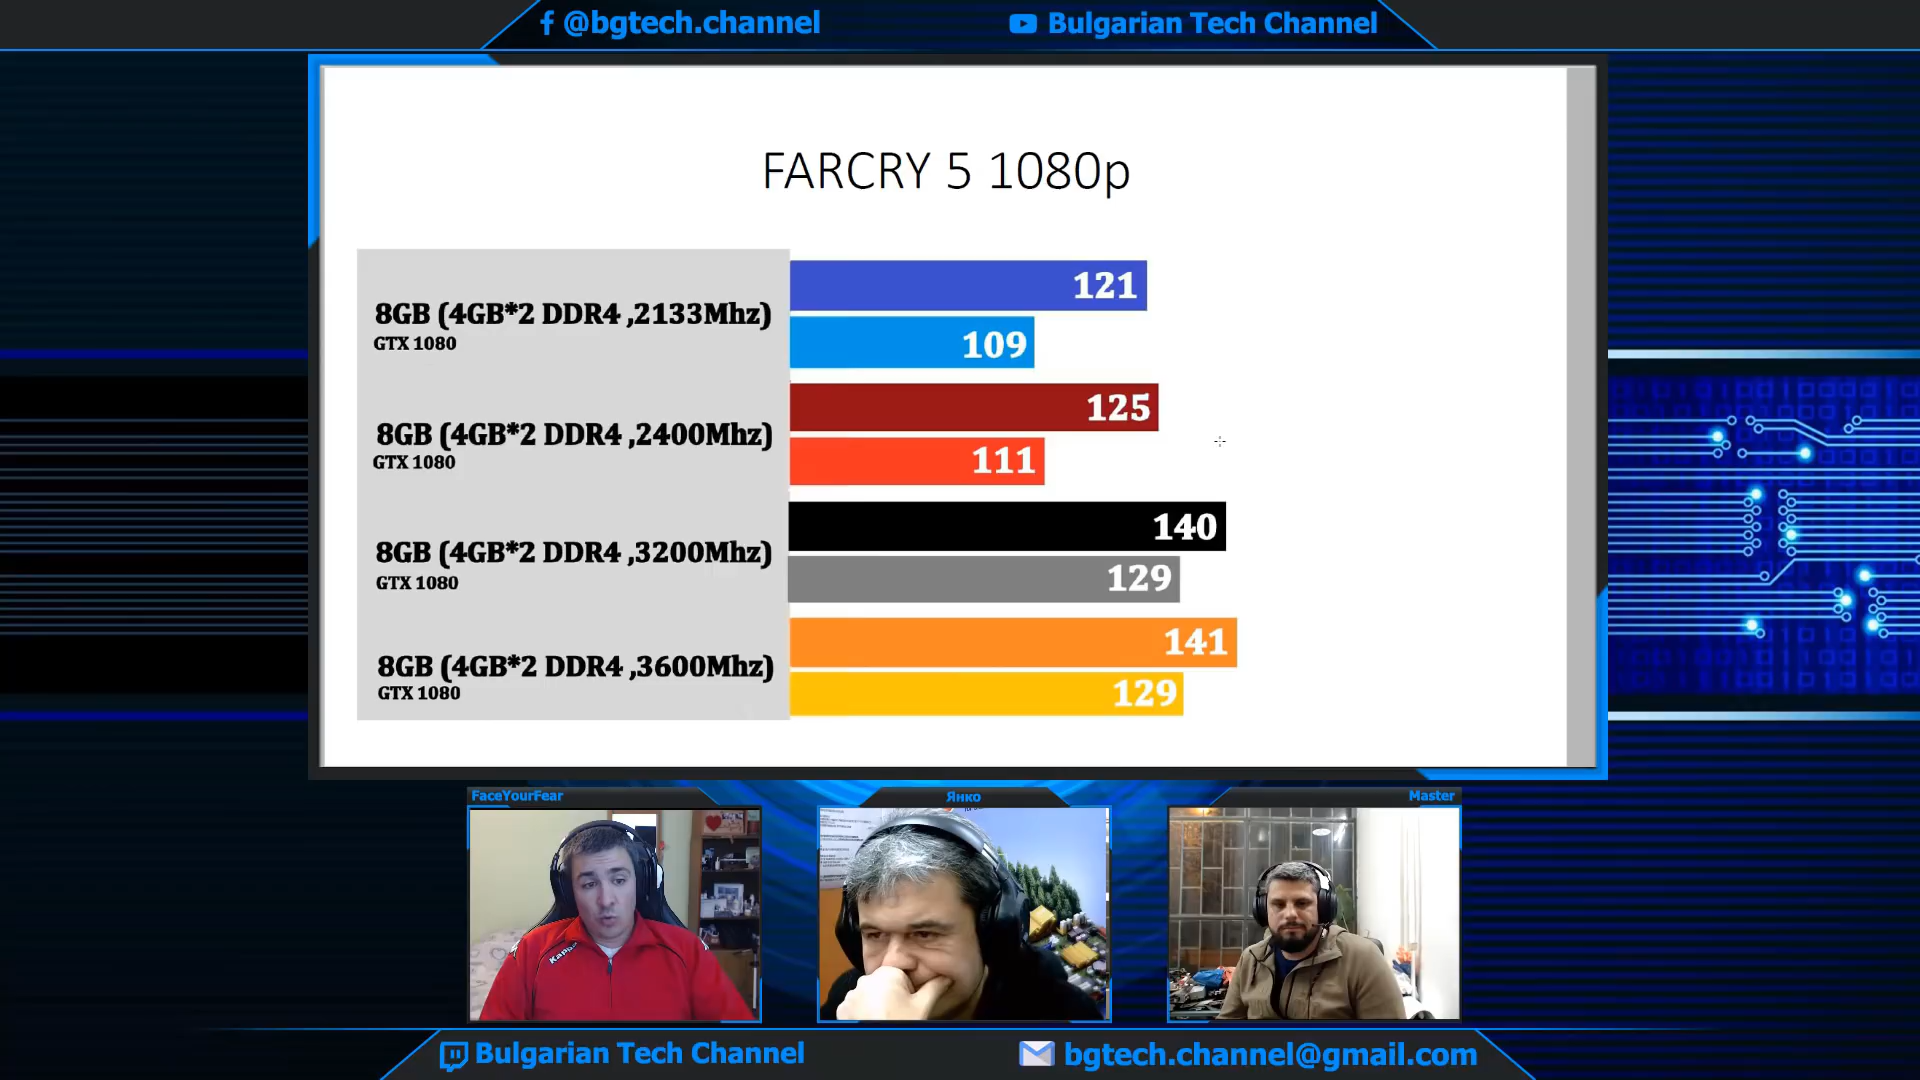 @bgtech.channel
Bulgarian Tech Channel
FARCRY 5 1080p
8GB (4GB*2 DDR4 ,2133Mhz)
GTX 1080
121
109
8GB (4GB*2 DDR4 ,2400Mhz)
GTX 1080
125
111
8GB (4GB*2 DDR4 ,3200Mhz)
GTX 1080
140
129
8GB (4GB*2 DDR4 ,3600Mhz)
GTX 1080
141
129
FaceYourFear
Янко
Master
Kappa
Bulgarian Tech Channel
bgtech.channel@gmail.com